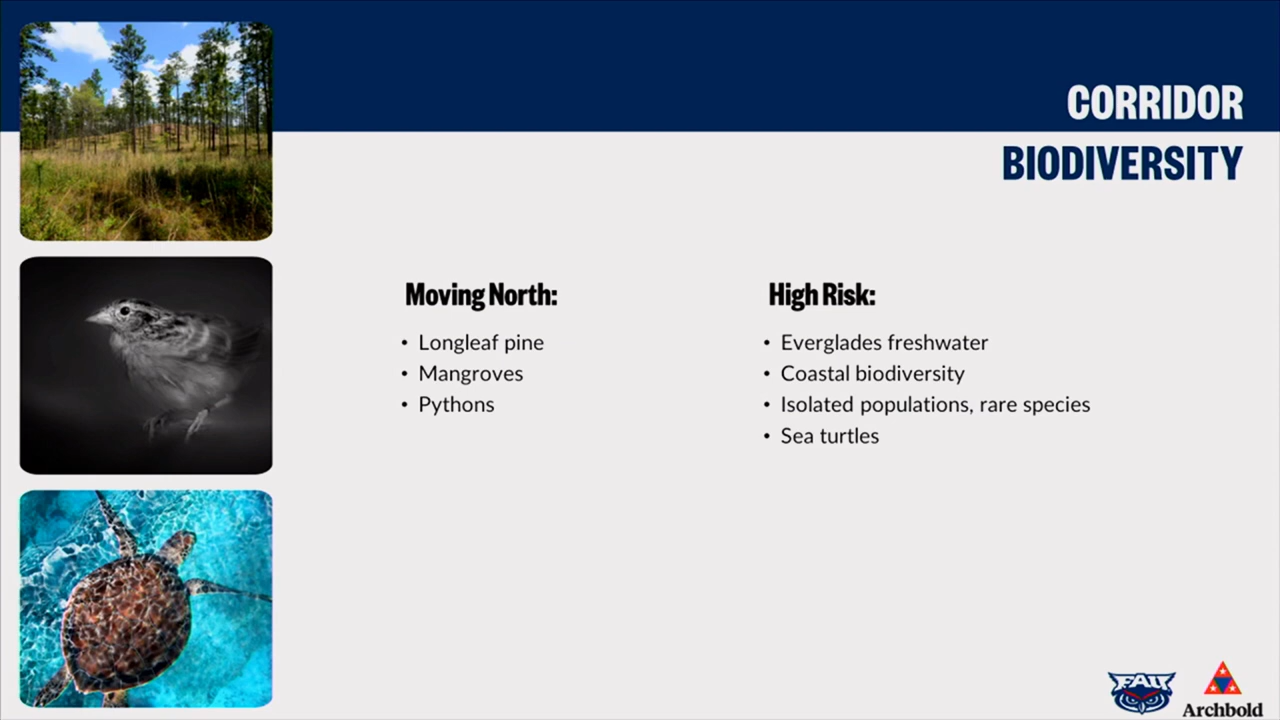 CORRIDOR
BIODIVERSITY
Moving North:
• Longleaf pine
• Mangroves
• Pythons
High Risk:
• Everglades freshwater
• Coastal biodiversity
• Isolated populations, rare species
• Sea turtles
FAU
Archbold